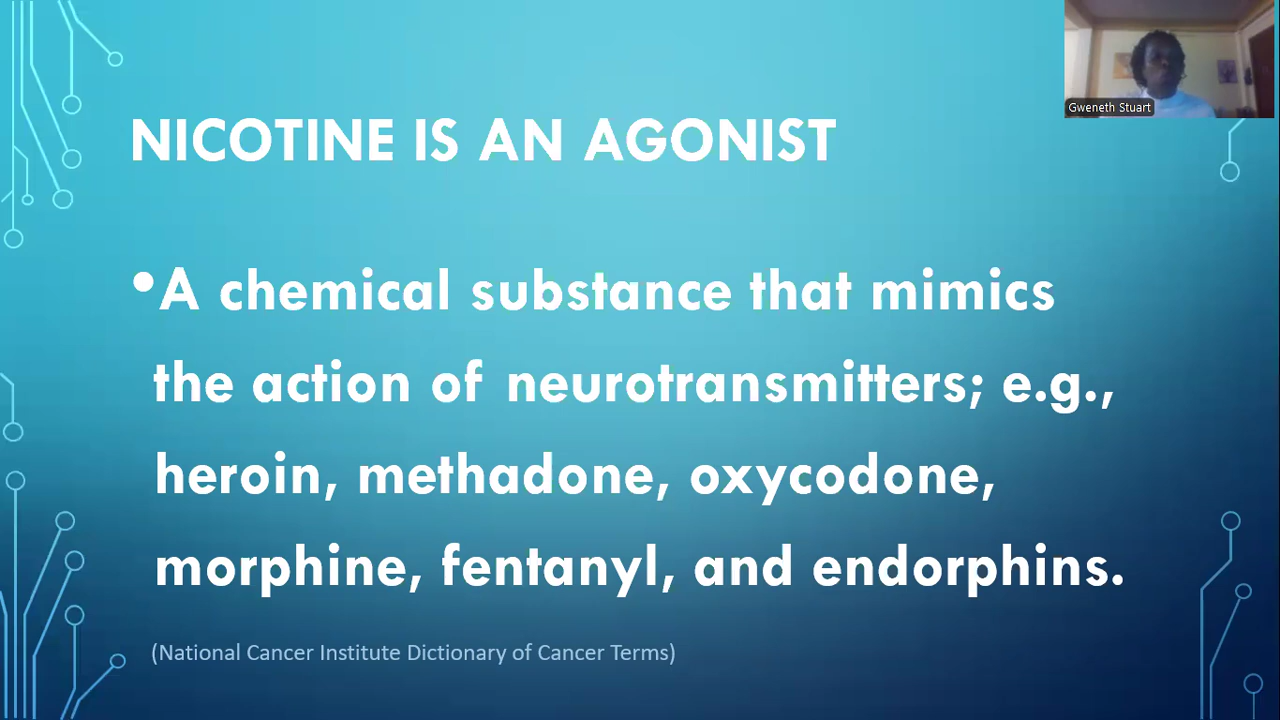 Gweneth Stuart
NICOTINE IS AN AGONIST
•A chemical substance that mimics
the action of neurotransmitters; e.g.,
heroin, methadone, oxycodone,
morphine, fentanyl, and endorphins.
(National Cancer Institute Dictionary of Cancer Terms)